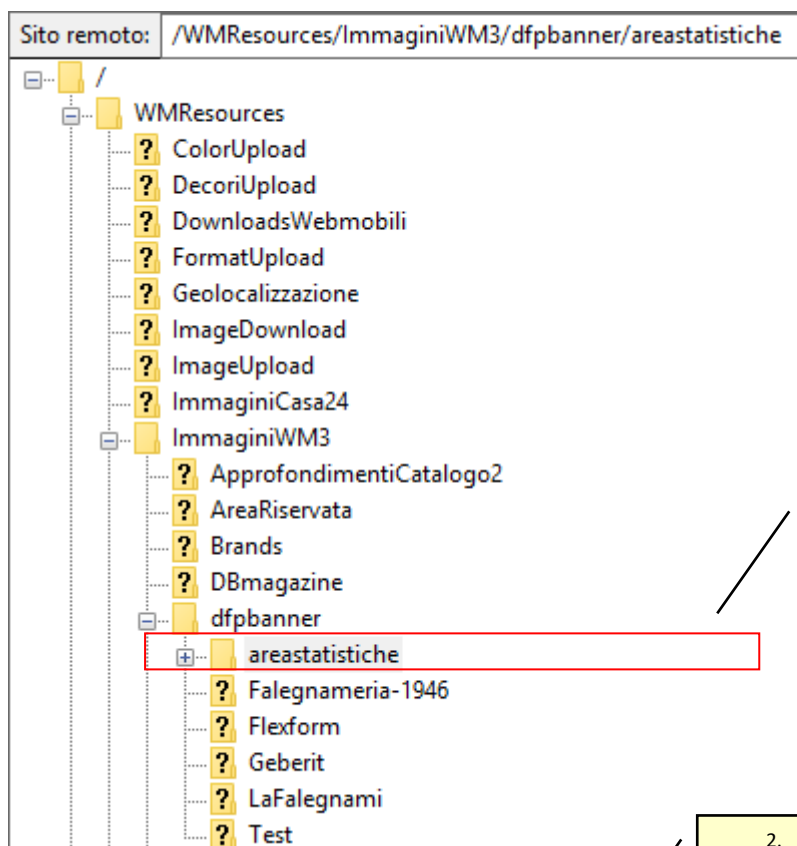 Sito remoto: /WMResources/ImmaginiWM3/dfpbanner/areastatistiche
/
WMResources
? ColorUpload
? DecoriUpload
? DownloadsWebmobili
? FormatUpload
? Geolocalizzazione
? ImageDownload
? ImageUpload
? ImmaginiCasa24
ImmaginiWM3
? ApprofondimentiCatalogo2
? AreaRiservata
? Brands
? DBmagazine
dfpbanner
areastatistiche
? Falegnameria-1946
? Flexform
? Geberit
? LaFalegnami
? Test
2.